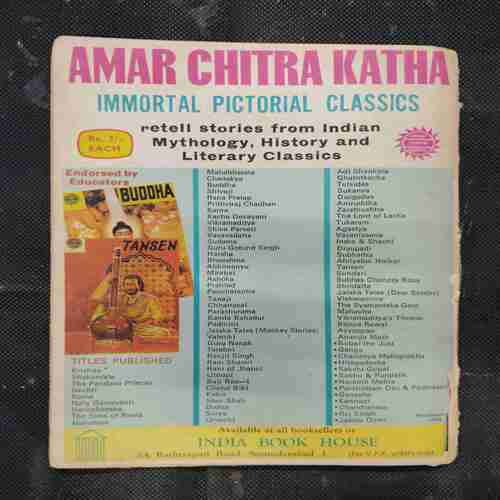 AMAR CHITRA KATHA
IMMORTAL PICTORIAL CLASSICS
Rs. 2/-
EACH
retell stories from Indian
Mythology, History and
Literary Classics
Endorsed by
Educators
BUDDHA
TANSEN
TITLES PUBLISHED
Krishna
Shakuntala
The Pandava Princes
Savitri
Rama
Nala Damayanti
Harischandra
The Sons of Rama
Hanuman
Mahabharata
Chanakya
Buddha
Shivaji
Rana Pratap
Prithviraj Chauhan
Karna
Kacha Devayani
Vikramaditya
Shiva Parvati
Vasavadatta
Sudama
Guru Gobind Singh
Harsha
Bheeshma
Abhimanyu
Mirabai
Ashoka
Prahlad
Panchatantra
Tanaji
Chhatrasal
Parashurama
Banda Bahadur
Padmini
Jataka Tales (Monkey Stories)
Valmiki
Guru Nanak
Tarabai
Ranjit Singh
Ram Shastri
Rani of Jhansi
Uloopi
Baji Rao-I
Chand Bibi
Kabir
Sher Shah
Drona
Surya
Urvashi
Adi Shankara
Ghatotkacha
Tulsidas
Sukanya
Durgadas
Aniruddha
Zarathushtra
The Lord of Lanka
Tukaram
Agastya
Vasantasena
Indra & Shachi
Draupadi
Subhadra
Ahilyabai Holkar
Tansen
Sundari
Subhas Chandra Bose
Shridatta
Jataka Tales (Deer Stories)
Vishwamitra
The Syamantaka Gem
Mahavira
Vikramaditya's Throne
Bappa Rawal
Ayyappan
Ananda Math
Birbal the Just
Ganga
Chaitanya Mahaprabhu
Hitopadesha
Sakshi Gopal
Nachiketa
Ganesha
Kannagi
Chandrahasa
Raj Singh
Available at all booksellers or
INDIA BOOK HOUSE